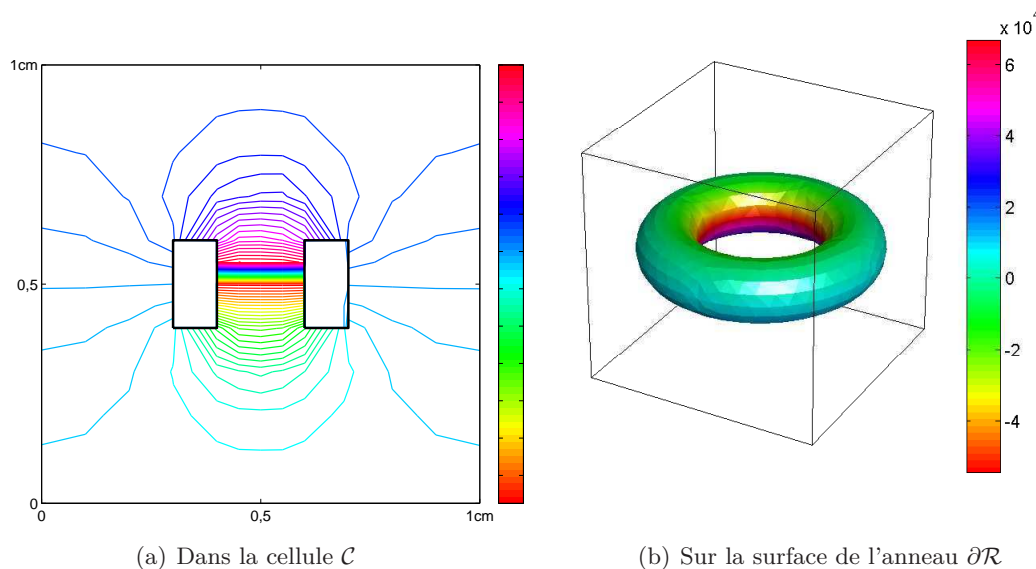 1cm
0,5
0
0
0,5
1cm
x 10⁴
6
4
2
0
-2
-4
(a) Dans la cellule 𝒞
(b) Sur la surface de l'anneau ∂ℛ